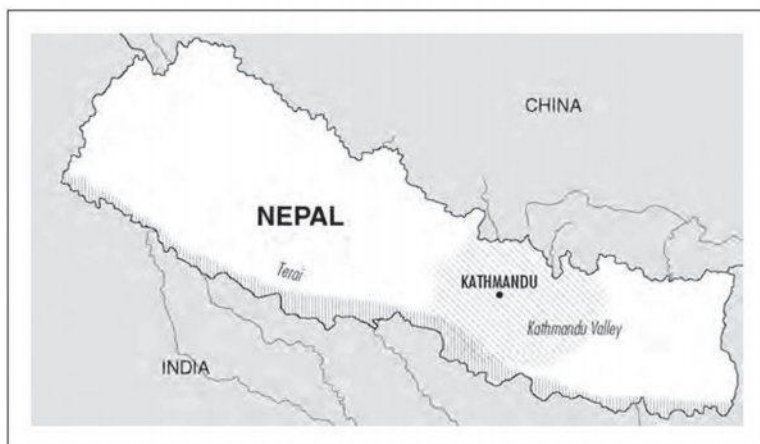 CHINA
NEPAL
Terai
KATHMANDU
Kathmandu Valley
INDIA